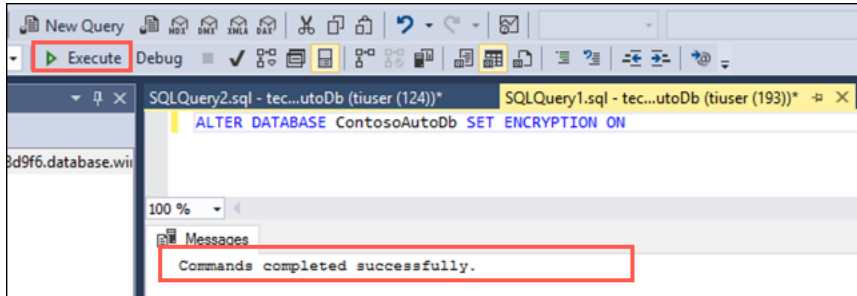 New Query MDX DMX XMLA DAX
Execute Debug
SQLQuery2.sql - tec...utoDb (tiuser (124))* SQLQuery1.sql - tec...utoDb (tiuser (193))*
ALTER DATABASE ContosoAutoDb SET ENCRYPTION ON
3d9f6.database.wi
100 %
Messages
Commands completed successfully.